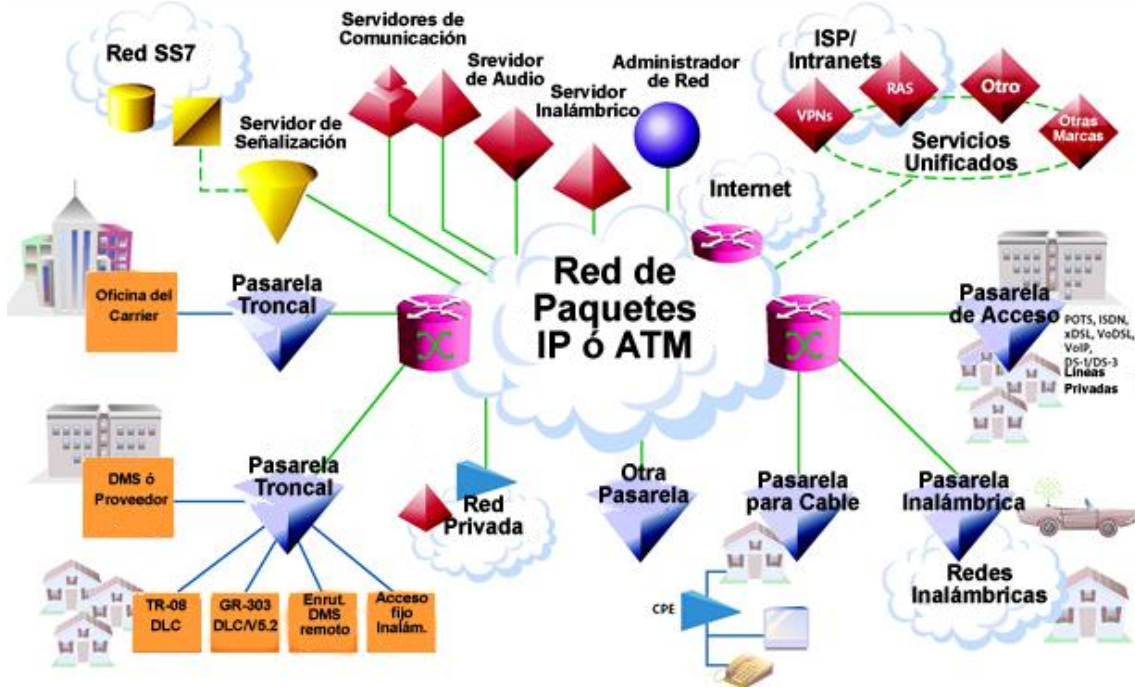 Red SS7
Servidores de
Comunicación
Srevidor
de Audio
Servidor
Inalámbrico
Administrador
de Red
ISP/
Intranets
VPNs
RAS
Otro
Otras
Marcas
Servicios
Unificados
Servidor de
Señalización
Internet
Red de
Paquetes
IP ó ATM
Oficina del
Carrier
Pasarela
Troncal
Pasarela
de Acceso
POTS, ISDN,
xDSL, VoDSL,
VoIP,
DS-1/DS-3
Líneas
Privadas
DMS ó
Proveedor
Pasarela
Troncal
Red
Privada
Otra
Pasarela
Pasarela
para Cable
Pasarela
Inalámbrica
Redes
Inalámbricas
TR-08
DLC
GR-303
DLC/V5.2
Enrut.
DMS
remoto
Acceso
fijo
Inalám.
CPE